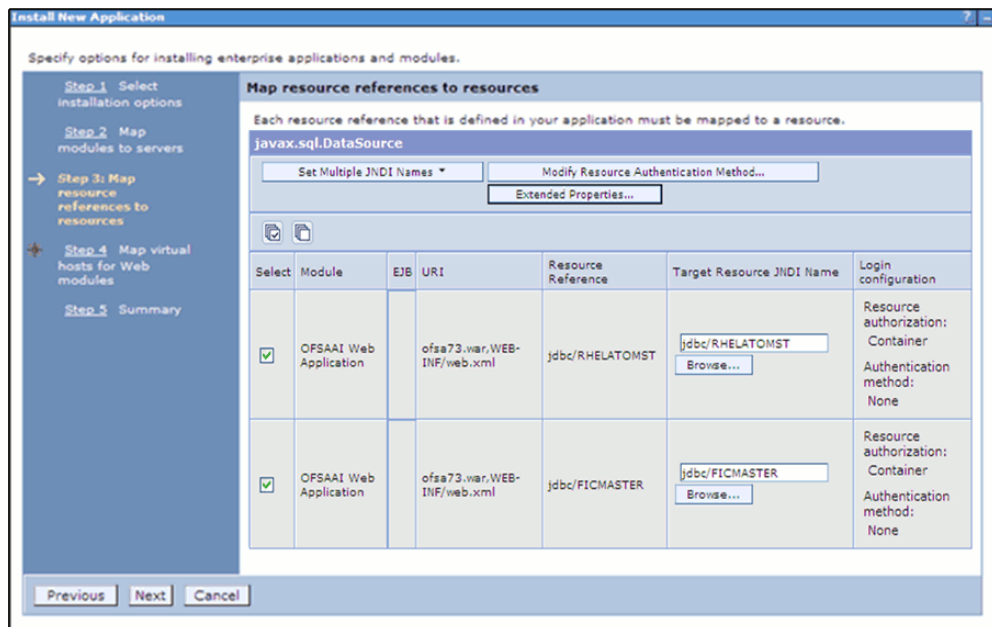 Install New Application
? –
Specify options for installing enterprise applications and modules.
Step 1 Select
installation options
Step 2 Map
modules to servers
Step 3: Map
resource
references to
resources
Step 4 Map virtual
hosts for Web
modules
Step 5 Summary
Map resource references to resources
Each resource reference that is defined in your application must be mapped to a resource.
javax.sql.DataSource
Set Multiple JNDI Names
Modify Resource Authentication Method...
Extended Properties...
Select Module EJB URI Resource Reference Target Resource JNDI Name Login configuration
OFSAAI Web
Application
ofsa73.war,WEB-
INF/web.xml
jdbc/RHELATOMST
jdbc/RHELATOMST
Browse...
Resource
authorization:
Container
Authentication
method:
None
OFSAAI Web
Application
ofsa73.war,WEB-
INF/web.xml
jdbc/FICMASTER
jdbc/FICMASTER
Browse...
Resource
authorization:
Container
Authentication
method:
None
Previous Next Cancel